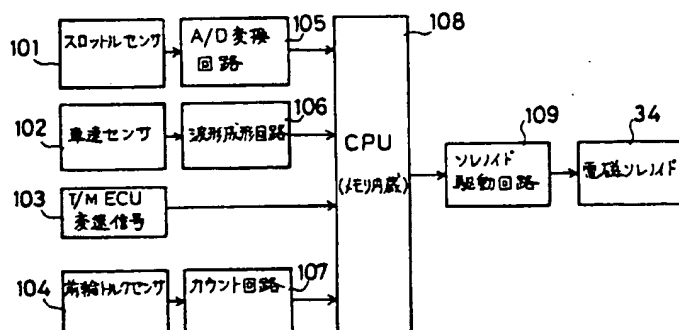 101
スロットルセンサ
A/D変換
回路
105
108
102
車速センサ
波形成形回路
106
CPU
(メモリ内蔵)
109
ソレノイド
駆動回路
34
電磁ソレノイド
103
T/M ECU
変速信号
104
前輪トルクセンサ
カウント回路
107